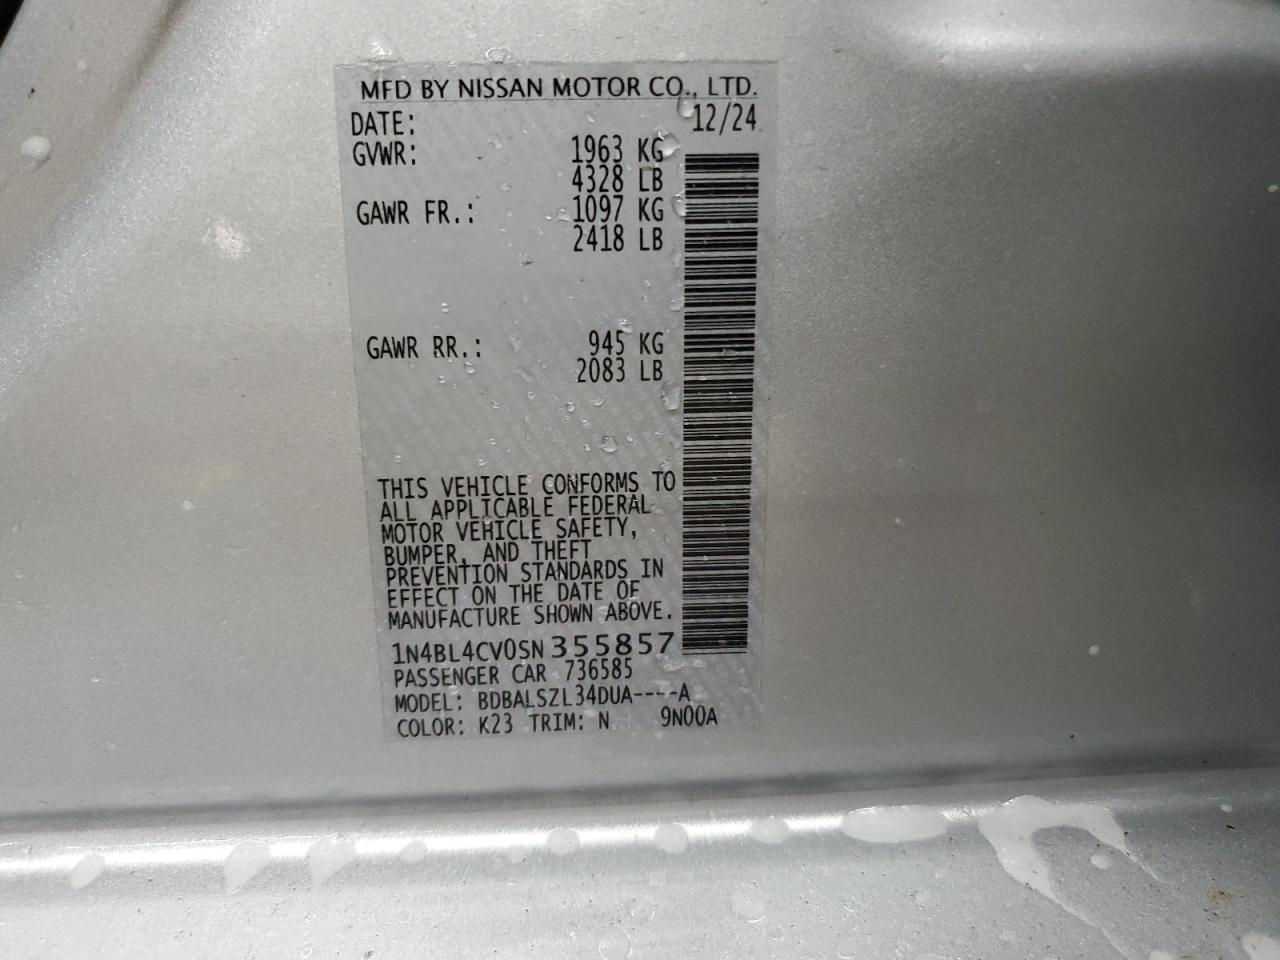 MFD BY NISSAN MOTOR CO., LTD.
DATE: 12/24
GVWR: 1963 KG
4328 LB
GAWR FR.: 1097 KG
2418 LB
GAWR RR.: 945 KG
2083 LB
THIS VEHICLE CONFORMS TO
ALL APPLICABLE FEDERAL
MOTOR VEHICLE SAFETY,
BUMPER, AND THEFT
PREVENTION STANDARDS IN
EFFECT ON THE DATE OF
MANUFACTURE SHOWN ABOVE.
1N4BL4CV0SN355857
PASSENGER CAR 736585
MODEL: BDBALSZL34DUA----A
COLOR: K23 TRIM: N 9N00A